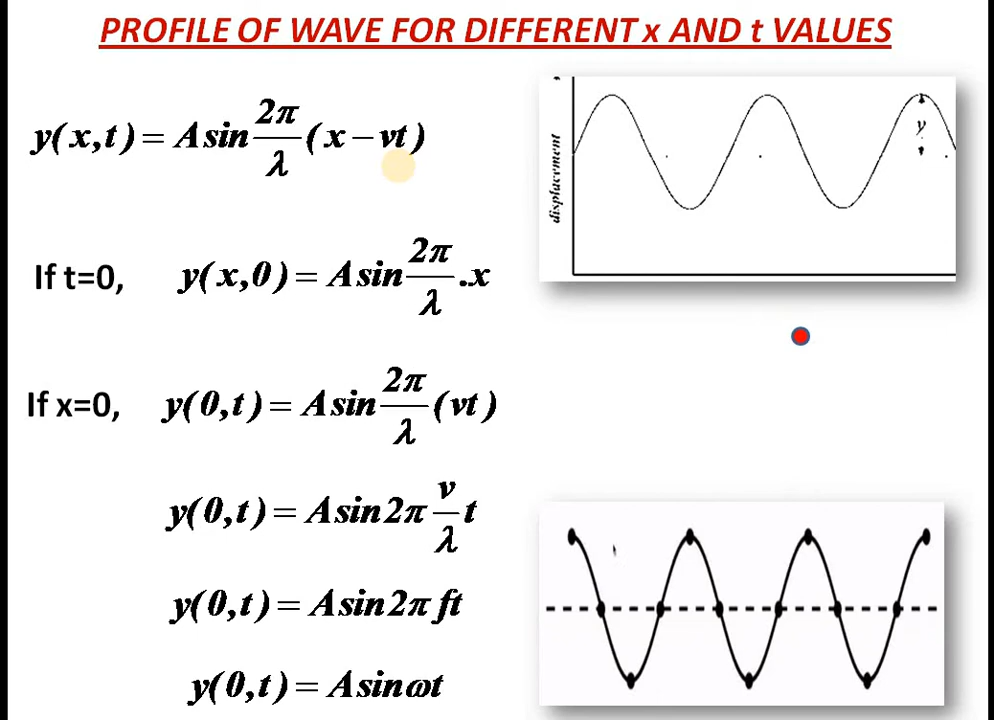 PROFILE OF WAVE FOR DIFFERENT x AND t VALUES
y(x,t) = A sin 2π/λ (x − vt)
displacement
y
If t=0, y(x,0) = A sin 2π/λ .x
If x=0, y(0,t) = A sin 2π/λ (vt)
y(0,t) = A sin 2π v/λ t
y(0,t) = A sin 2π ft
y(0,t) = A sin ωt